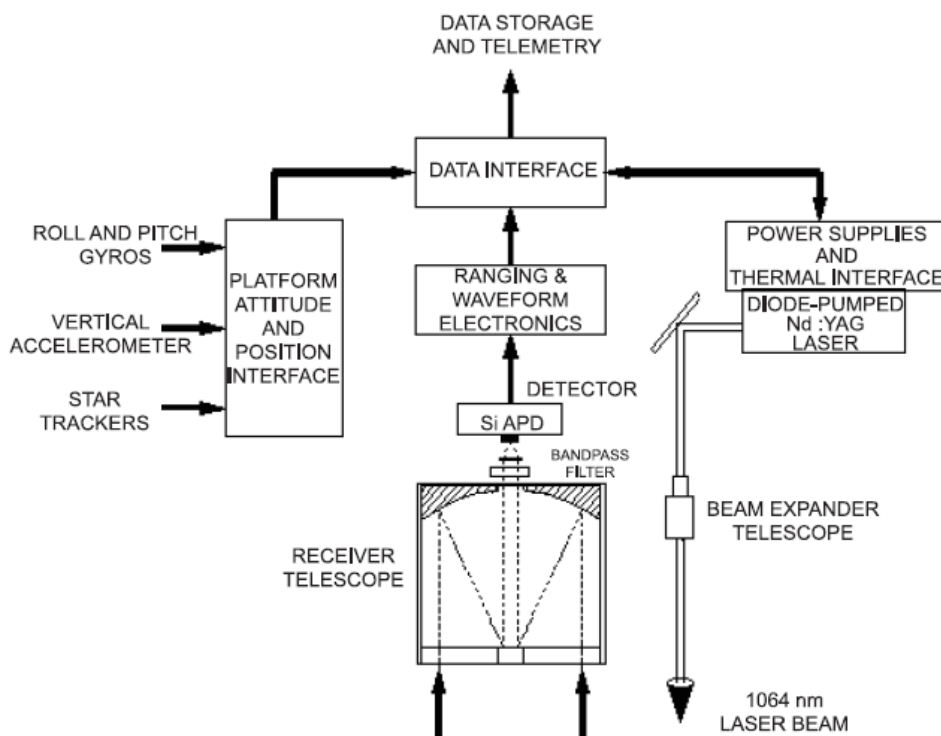 DATA STORAGE
AND TELEMETRY
DATA INTERFACE
ROLL AND PITCH
GYROS
VERTICAL
ACCELEROMETER
STAR
TRACKERS
PLATFORM
ATTITUDE
AND
POSITION
INTERFACE
RANGING &
WAVEFORM
ELECTRONICS
POWER SUPPLIES
AND
THERMAL INTERFACE
DIODE-PUMPED
Nd :YAG
LASER
DETECTOR
Si APD
BANDPASS
FILTER
RECEIVER
TELESCOPE
BEAM EXPANDER
TELESCOPE
1064 nm
LASER BEAM